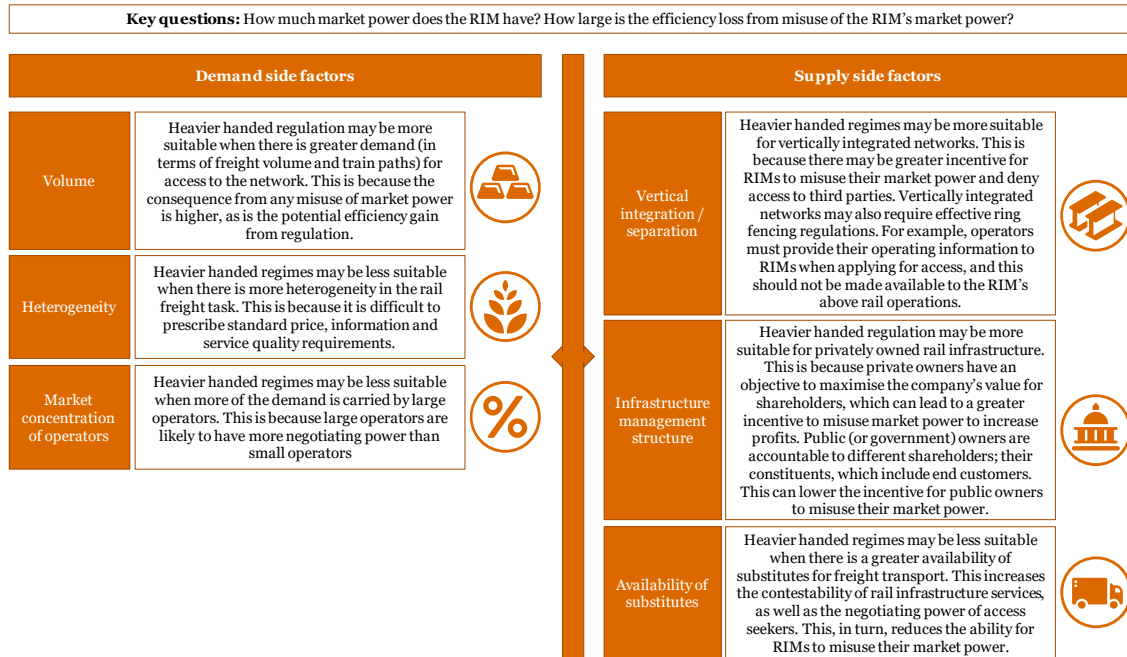 Key questions: How much market power does the RIM have? How large is the efficiency loss from misuse of the RIM's market power?
Demand side factors
Volume
Heavier handed regulation may be more
suitable when there is greater demand (in
terms of freight volume and train paths) for
access to the network. This is because the
consequence from any misuse of market power
is higher, as is the potential efficiency gain
from regulation.
Heterogeneity
Heavier handed regimes may be less suitable
when there is more heterogeneity in the rail
freight task. This is because it is difficult to
prescribe standard price, information and
service quality requirements.
Market
concentration
of operators
Heavier handed regimes may be less suitable
when more of the demand is carried by large
operators. This is because large operators are
likely to have more negotiating power than
small operators
%
Supply side factors
Vertical
integration /
separation
Heavier handed regimes may be more suitable
for vertically integrated networks. This is
because there may be greater incentive for
RIMs to misuse their market power and deny
access to third parties. Vertically integrated
networks may also require effective ring
fencing regulations. For example, operators
must provide their operating information to
RIMs when applying for access, and this
should not be made available to the RIM's
above rail operations.
Infrastructure
management
structure
Heavier handed regulation may be more
suitable for privately owned rail infrastructure.
This is because private owners have an
objective to maximise the company's value for
shareholders, which can lead to a greater
incentive to misuse market power to increase
profits. Public (or government) owners are
accountable to different shareholders; their
constituents, which include end customers.
This can lower the incentive for public owners
to misuse their market power.
Availability of
substitutes
Heavier handed regimes may be less suitable
when there is a greater availability of
substitutes for freight transport. This increases
the contestability of rail infrastructure services,
as well as the negotiating power of access
seekers. This, in turn, reduces the ability for
RIMs to misuse their market power.